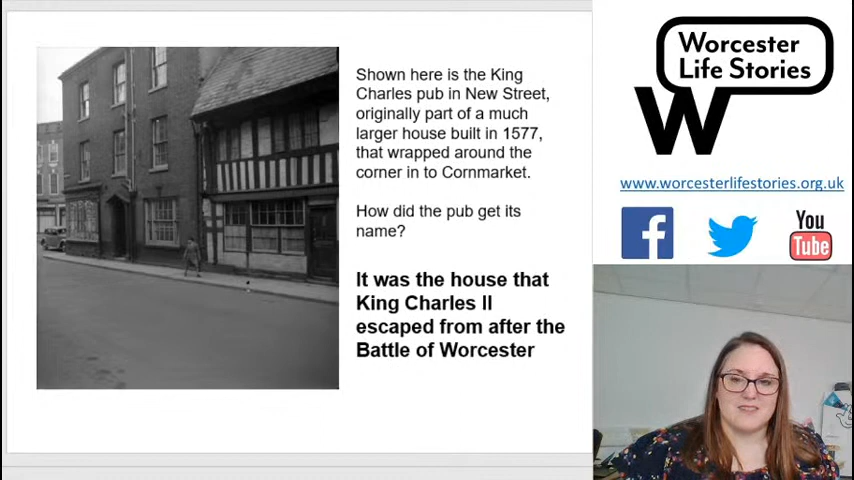 Shown here is the King
Charles pub in New Street,
originally part of a much
larger house built in 1577,
that wrapped around the
corner in to Cornmarket.
How did the pub get its
name?
It was the house that
King Charles II
escaped from after the
Battle of Worcester
Worcester
Life Stories
W
www.worcesterlifestories.org.uk
f
You
Tube